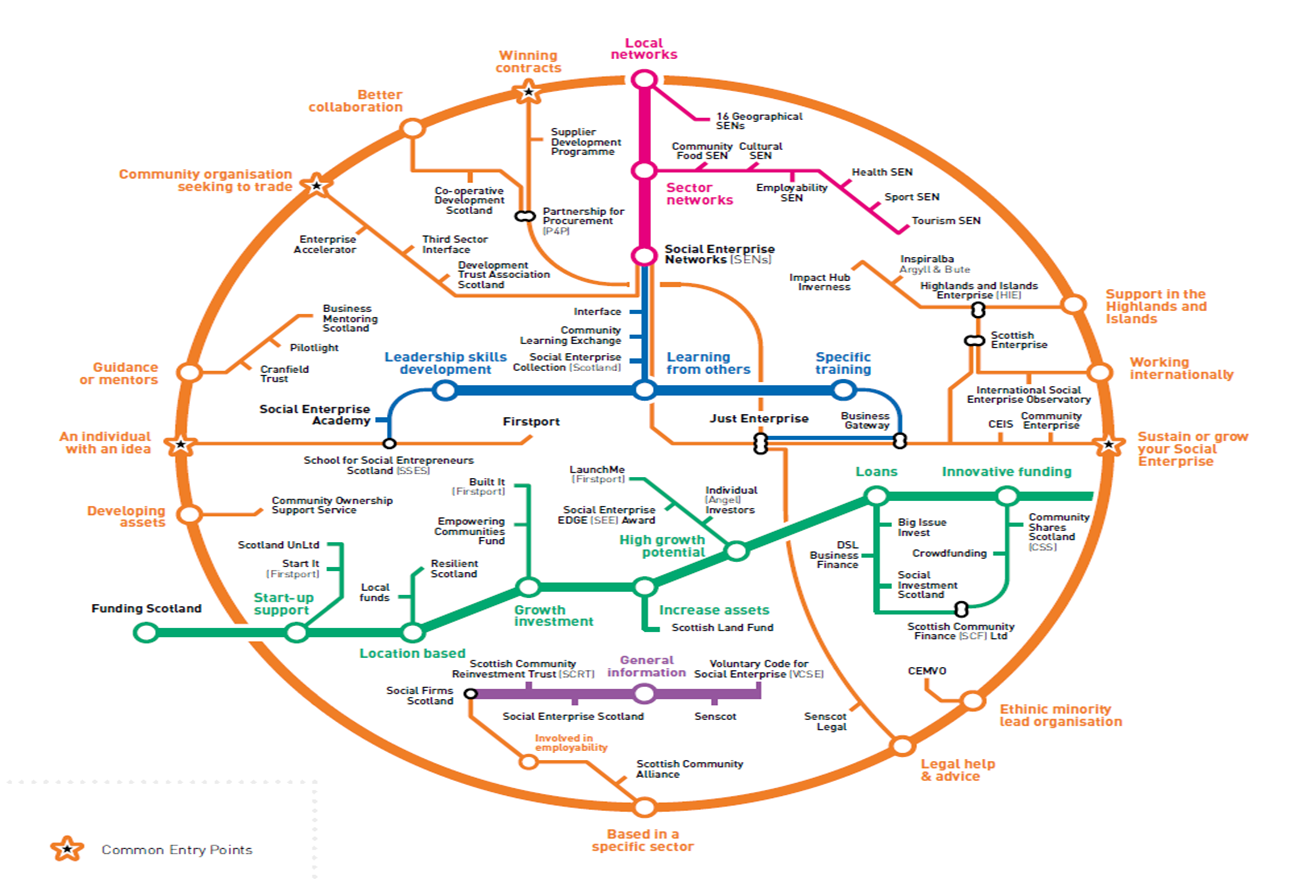 Local
networks
Winning
contracts
Better
collaboration
Community organisation
seeking to trade
Supplier
Development
Programme
16 Geographical
SENs
Community
Food SEN
Cultural
SEN
Employability
SEN
Health SEN
Sport SEN
Tourism SEN
Sector
networks
Co-operative
Development
Scotland
Partnership for
Procurement
[P4P]
Enterprise
Accelerator
Third Sector
Interface
Development
Trust Association
Scotland
Social Enterprise
Networks [SENs]
Impact Hub
Inverness
Inspiralba
Argyll & Bute
Highlands and Islands
Enterprise [HIE]
Support in the
Highlands and
Islands
Business
Mentoring
Scotland
Pilotlight
Cranfield
Trust
Guidance
or mentors
Interface
Community
Learning Exchange
Social Enterprise
Collection [Scotland]
Leadership skills
development
Learning
from others
Specific
training
Scottish
Enterprise
Working
internationally
International Social
Enterprise Observatory
Social Enterprise
Academy
Firstport
Just Enterprise
Business
Gateway
CEIS
Community
Enterprise
An individual
with an idea
Sustain or grow
your Social
Enterprise
School for Social Entrepreneurs
Scotland [SSES]
Developing
assets
Community Ownership
Support Service
Built It
[Firstport]
Empowering
Communities
Fund
LaunchMe
[Firstport]
Social Enterprise
EDGE [SEE] Award
Individual
[Angel]
Investors
High growth
potential
Loans
Innovative funding
Big Issue
Invest
DSL
Business
Finance
Crowdfunding
Social
Investment
Scotland
Community
Shares
Scotland
[CSS]
Scottish Community
Finance [SCF] Ltd
Scotland UnLtd
Start It
[Firstport]
Start-up
support
Local
funds
Resilient
Scotland
Funding Scotland
Location based
Growth
investment
Increase assets
Scottish Land Fund
Scottish Community
Reinvestment Trust [SCRT]
General
information
Voluntary Code for
Social Enterprise [VCSE]
Social Firms
Scotland
Social Enterprise Scotland
Senscot
Involved in
employability
Scottish Community
Alliance
Senscot
Legal
CEMVO
Ethinic minority
lead organisation
Legal help
& advice
Based in a
specific sector
Common Entry Points